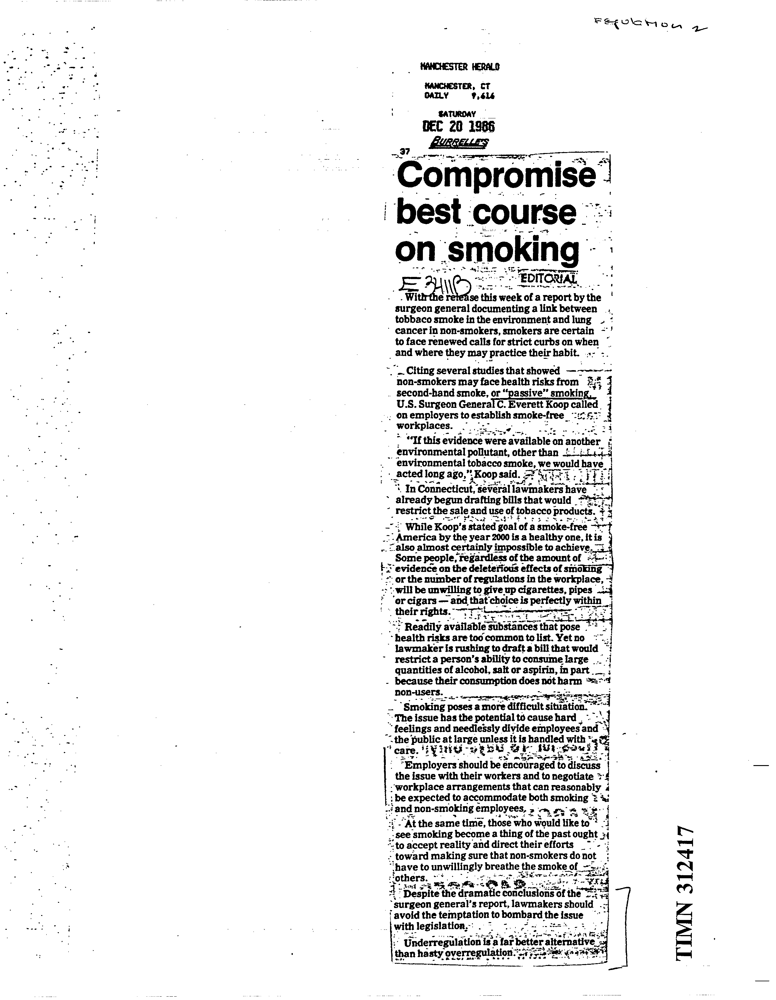 MANCHESTER HERALD
MANCHESTER, CT
DAILY 9,616
SATURDAY
DEC 20 1986
BURRELLE'S
37
Compromise
best course
on smoking
EDITORIAL
With the release this week of a report by the
surgeon general documenting a link between
tobbaco smoke in the environment and lung
cancer in non-smokers, smokers are certain
to face renewed calls for strict curbs on when
and where they may practice their habit.
Citing several studies that showed
non-smokers may face health risks from
second-hand smoke, or “passive” smoking,
U.S. Surgeon General C. Everett Koop called
on employers to establish smoke-free
workplaces.
“If this evidence were available on another
environmental pollutant, other than
environmental tobacco smoke, we would have
acted long ago,” Koop said.
In Connecticut, several lawmakers have
already begun drafting bills that would
restrict the sale and use of tobacco products.
While Koop's stated goal of a smoke-free
America by the year 2000 is a healthy one, it is
also almost certainly impossible to achieve.
Some people, regardless of the amount of
evidence on the deleterious effects of smoking
or the number of regulations in the workplace,
will be unwilling to give up cigarettes, pipes
or cigars — and that choice is perfectly within
their rights.
Readily available substances that pose
health risks are too common to list. Yet no
lawmaker is rushing to draft a bill that would
restrict a person's ability to consume large
quantities of alcohol, salt or aspirin, in part
because their consumption does not harm
non-users.
Smoking poses a more difficult situation.
The issue has the potential to cause hard
feelings and needlessly divide employees and
the public at large unless it is handled with
care.
Employers should be encouraged to discuss
the issue with their workers and to negotiate
workplace arrangements that can reasonably
be expected to accommodate both smoking
and non-smoking employees.
At the same time, those who would like to
see smoking become a thing of the past ought
to accept reality and direct their efforts
toward making sure that non-smokers do not
have to unwillingly breathe the smoke of
others.
Despite the dramatic conclusions of the
surgeon general's report, lawmakers should
avoid the temptation to bombard the issue
with legislation.
Underregulation is a far better alternative
than hasty overregulation.
TIMN 312417